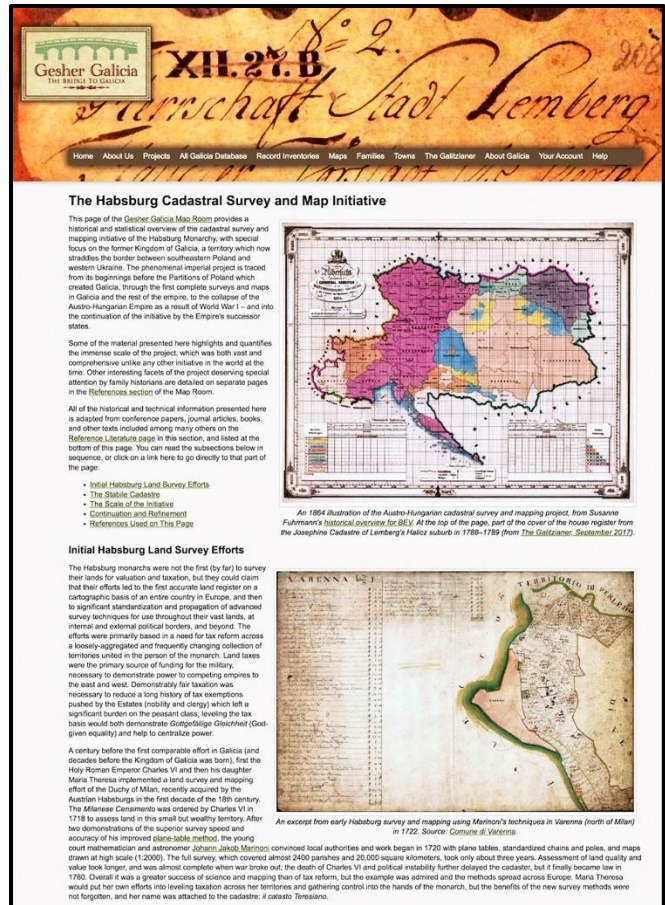 Nº 2.
XII. 27. B.
208
Herrschaft Stadt Lemberg
Gesher Galicia
THE BRIDGE TO GALICIA
Home About Us Projects All Galicia Database Record Inventories Maps Families Towns The Galitzianer About Galicia Your Account Help
The Habsburg Cadastral Survey and Map Initiative
This page of the Gesher Galicia Map Room provides a
historical and statistical overview of the cadastral survey and
mapping initiative of the Habsburg Monarchy, with special
focus on the former Kingdom of Galicia, a territory which now
straddles the border between southeastern Poland and
western Ukraine. The phenomenal imperial project is traced
from its beginnings before the Partitions of Poland which
created Galicia, through the first complete surveys and maps
in Galicia and the rest of the empire, to the collapse of the
Austro-Hungarian Empire as a result of World War I – and into
the continuation of the initiative by the Empire's successor
states.
Some of the material presented here highlights and quantifies
the immense scale of the project, which was both vast and
comprehensive unlike any other initiative in the world at the
time. Other interesting facets of the project deserving special
attention by family historians are detailed on separate pages
in the References section of the Map Room.
All of the historical and technical information presented here
is adapted from conference papers, journal articles, books,
and other texts included among many others on the
Reference Literature page in this section, and listed at the
bottom of this page. You can read the subsections below in
sequence, or click on a link here to go directly to that part of
the page:
• Initial Habsburg Land Survey Efforts
• The Stabile Cadastre
• The Scale of the Initiative
• Continuation and Refinement
• References Used on This Page
An 1864 illustration of the Austro-Hungarian cadastral survey and mapping project, from Susanne
Fuhrmann's historical overview for BEV. At the top of the page, part of the cover of the house register from
the Josephine Cadastre of Lemberg's Halicz suburb in 1788–1789 (from The Galitzianer, September 2017).
Initial Habsburg Land Survey Efforts
The Habsburg monarchs were not the first (by far) to survey
their lands for valuation and taxation, but they could claim
that their efforts led to the first accurate land register on a
cartographic basis of an entire country in Europe, and then
to significant standardization and propagation of advanced
survey techniques for use throughout their vast lands, at
internal and external political borders, and beyond. The
efforts were primarily based in a need for tax reform across
a loosely-aggregated and frequently changing collection of
territories united in the person of the monarch. Land taxes
were the primary source of funding for the military,
necessary to demonstrate power to competing empires to
the east and west. Demonstrably fair taxation was
necessary to reduce a long history of tax exemptions
pushed by the Estates (nobility and clergy) which left a
significant burden on the peasant class; leveling the tax
basis would both demonstrate Gottgefällige Gleichheit (God-
given equality) and help to centralize power.
VARENNA
TERRITORIO di PERLEDO
A century before the first comparable effort in Galicia (and
decades before the Kingdom of Galicia was born), first the
Holy Roman Emperor Charles VI and then his daughter
Maria Theresa implemented a land survey and mapping
effort of the Duchy of Milan, recently acquired by the
Austrian Habsburgs in the first decade of the 18th century.
The Milanese Censimento was ordered by Charles VI in
1718 to assess land in this small but wealthy territory. After
two demonstrations of the superior survey speed and
accuracy of his improved plane-table method, the young
An excerpt from early Habsburg survey and mapping using Marinoni's techniques in Varenna (north of Milan)
in 1722. Source: Comune di Varenna.
court mathematician and astronomer Johann Jakob Marinoni convinced local authorities and work began in 1720 with plane tables, standardized chains and poles, and maps
drawn at high scale (1:2000). The full survey, which covered almost 2400 parishes and 20,000 square kilometers, took only about three years. Assessment of land quality and
value took longer, and was almost complete when war broke out; the death of Charles VI and political instability further delayed the cadaster, but it finally became law in
1760. Overall it was a greater success of science and mapping than of tax reform, but the example was admired and the methods spread across Europe. Maria Theresa
would put her own efforts into leveling taxation across her territories and gathering control into the hands of the monarch, but the benefits of the new survey methods were
not forgotten, and her name was attached to the cadastre: il catasto Teresiano.